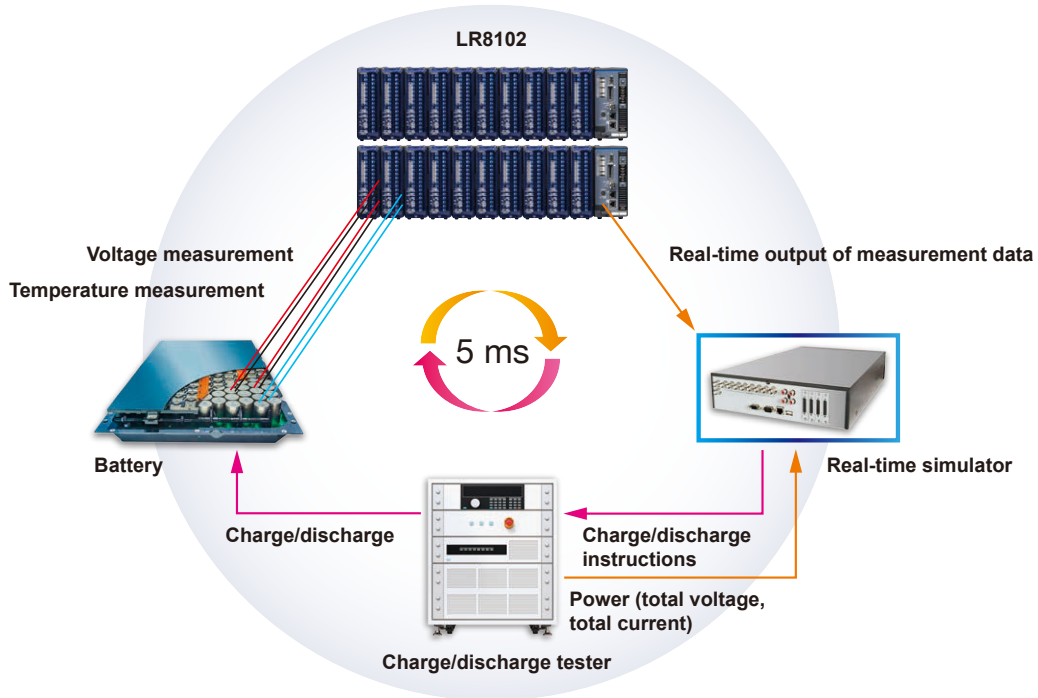 LR8102
Voltage measurement
Temperature measurement
Real-time output of measurement data
5 ms
Battery
Real-time simulator
Charge/discharge
Charge/discharge
instructions
Power (total voltage,
total current)
Charge/discharge tester